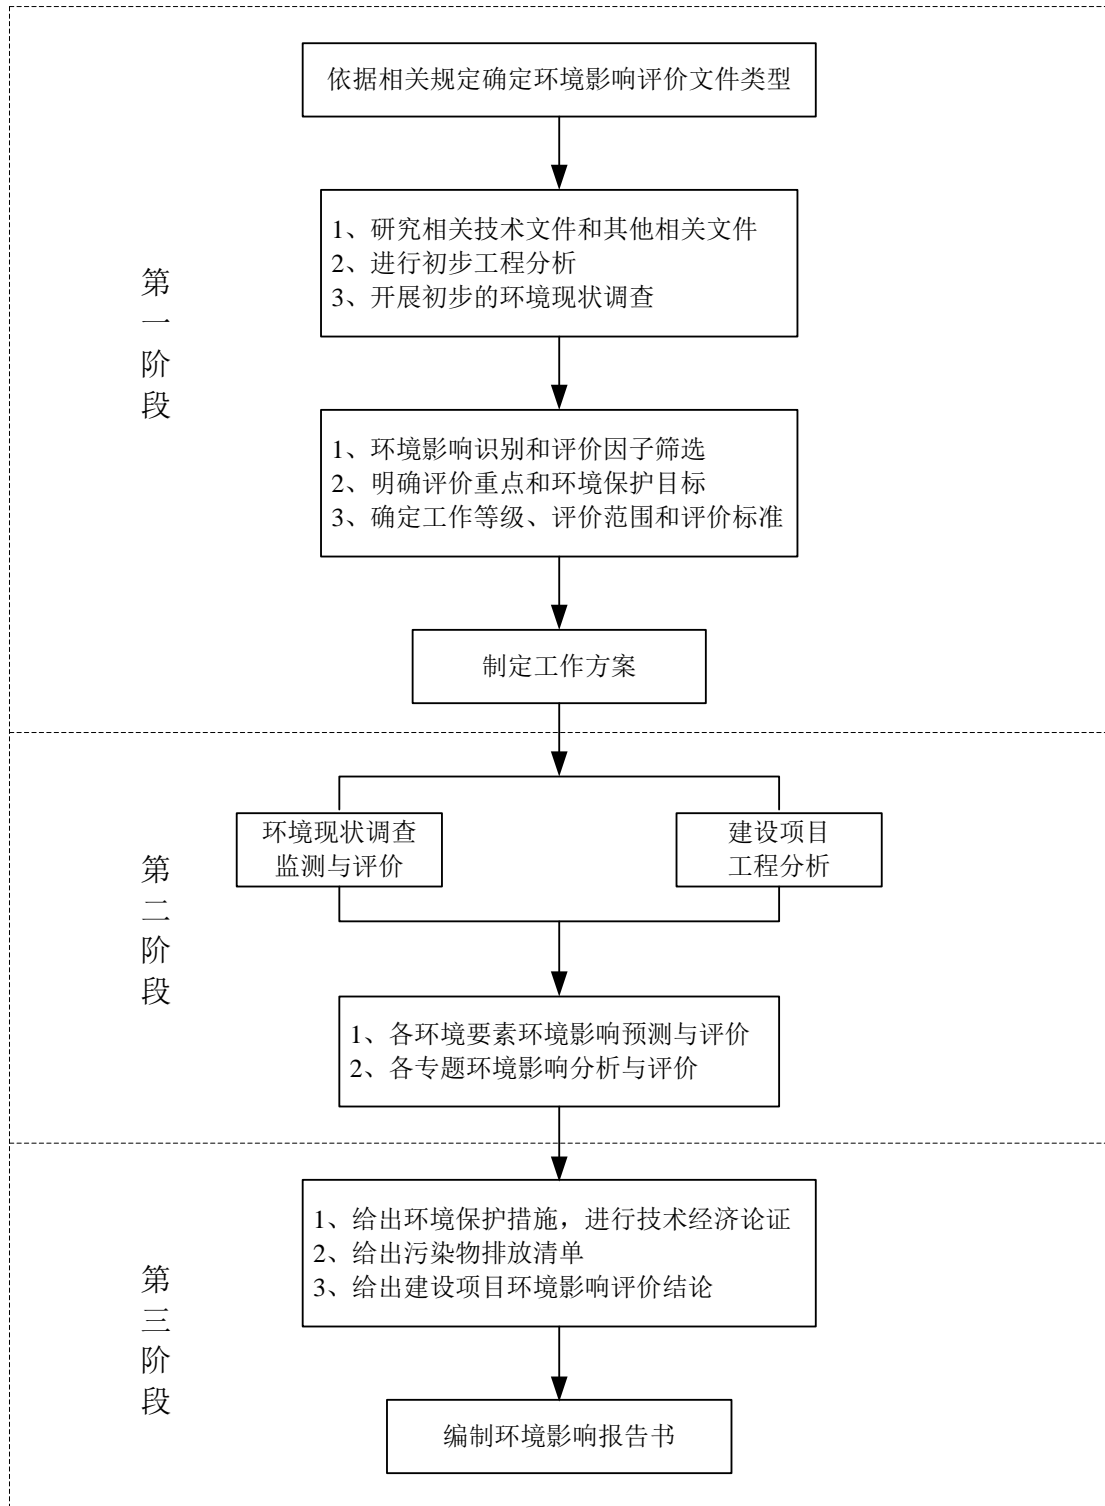 依据相关规定确定环境影响评价文件类型
1、研究相关技术文件和其他相关文件
2、进行初步工程分析
3、开展初步的环境现状调查
第一阶段
1、环境影响识别和评价因子筛选
2、明确评价重点和环境保护目标
3、确定工作等级、评价范围和评价标准
制定工作方案
环境现状调查
监测与评价
建设项目
工程分析
第二阶段
1、各环境要素环境影响预测与评价
2、各专题环境影响分析与评价
1、给出环境保护措施，进行技术经济论证
2、给出污染物排放清单
3、给出建设项目环境影响评价结论
第三阶段
编制环境影响报告书